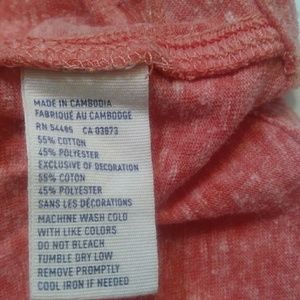 MADE IN CAMBODIA
FABRIQUÉ AU CAMBODGE
RN 54485 CA 03673
55% COTTON
45% POLYESTER
EXCLUSIVE OF DECORATION
55% COTON
45% POLYESTER
SANS LES DÉCORATIONS
MACHINE WASH COLD
WITH LIKE COLORS
DO NOT BLEACH
TUMBLE DRY LOW
REMOVE PROMPTLY
COOL IRON IF NEEDED